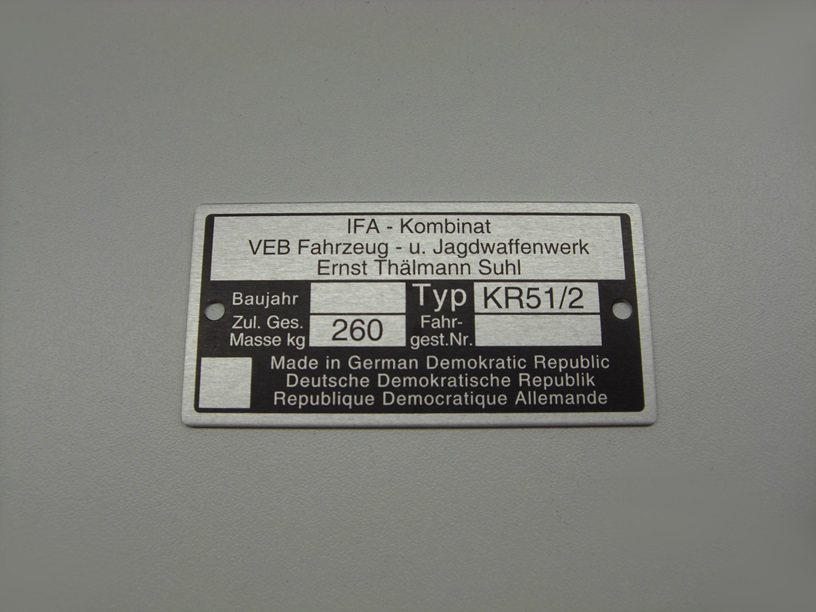 IFA - Kombinat
VEB Fahrzeug - u. Jagdwaffenwerk
Ernst Thälmann Suhl
Baujahr Typ KR51/2
Zul. Ges. Masse kg 260 Fahr-gest.Nr.
Made in German Demokratic Republic
Deutsche Demokratische Republik
Republique Democratique Allemande